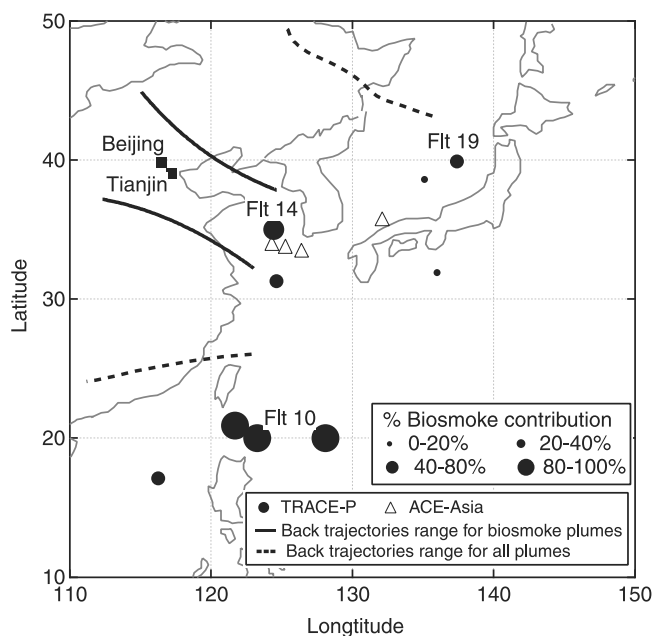 50
40
30
20
10
Latitude
Beijing
Tianjin
Flt 19
Flt 14
Flt 10
% Biosmoke contribution
0-20% 20-40%
40-80% 80-100%
TRACE-P ACE-Asia
Back trajectories range for biosmoke plumes
Back trajectories range for all plumes
110 120 130 140 150
Longtitude